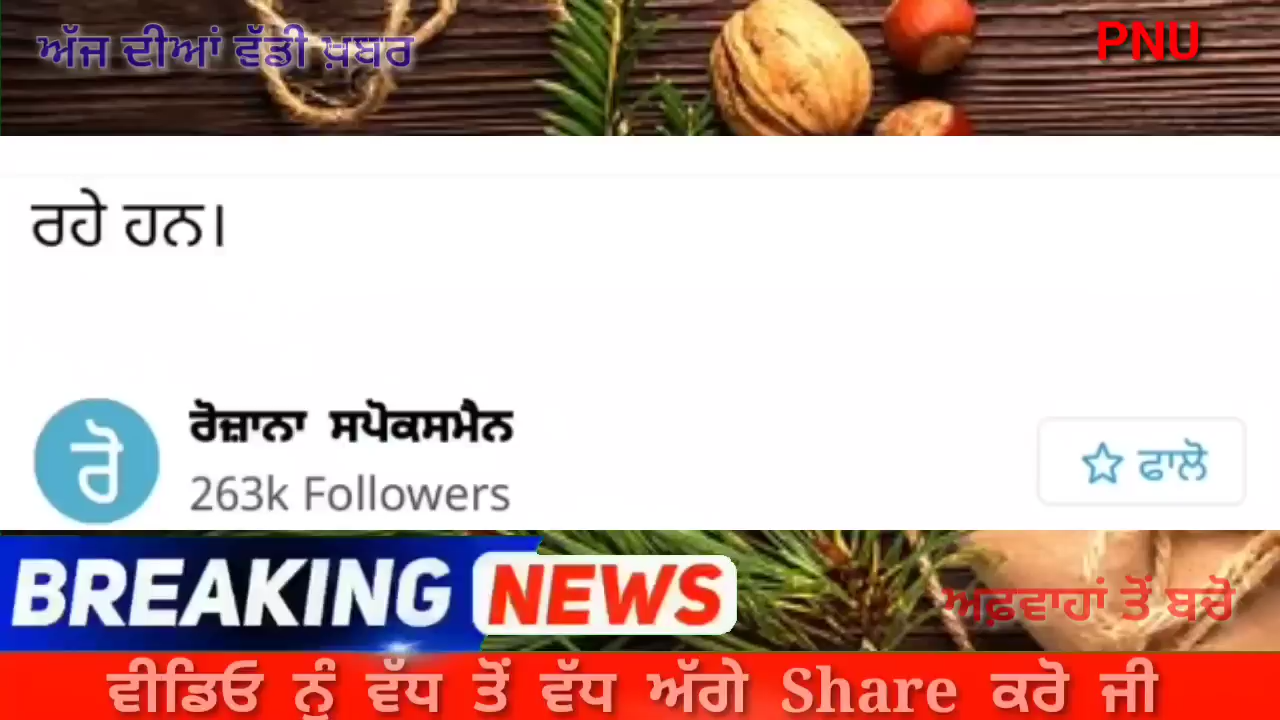 ਅੱਜ ਦੀਆਂ ਵੱਡੀ ਖ਼ਬਰ
PNU
ਰਹੇ ਹਨ।
ਰੋ
ਰੋਜ਼ਾਨਾ ਸਪੋਕਸਮੈਨ
263k Followers
ਫਾਲੋ
BREAKING NEWS
ਅਫ਼ਵਾਹਾਂ ਤੋਂ ਬਚੋ
ਵੀਡਿਓ ਨੂੰ ਵੱਧ ਤੋਂ ਵੱਧ ਅੱਗੇ Share ਕਰੋ ਜੀ